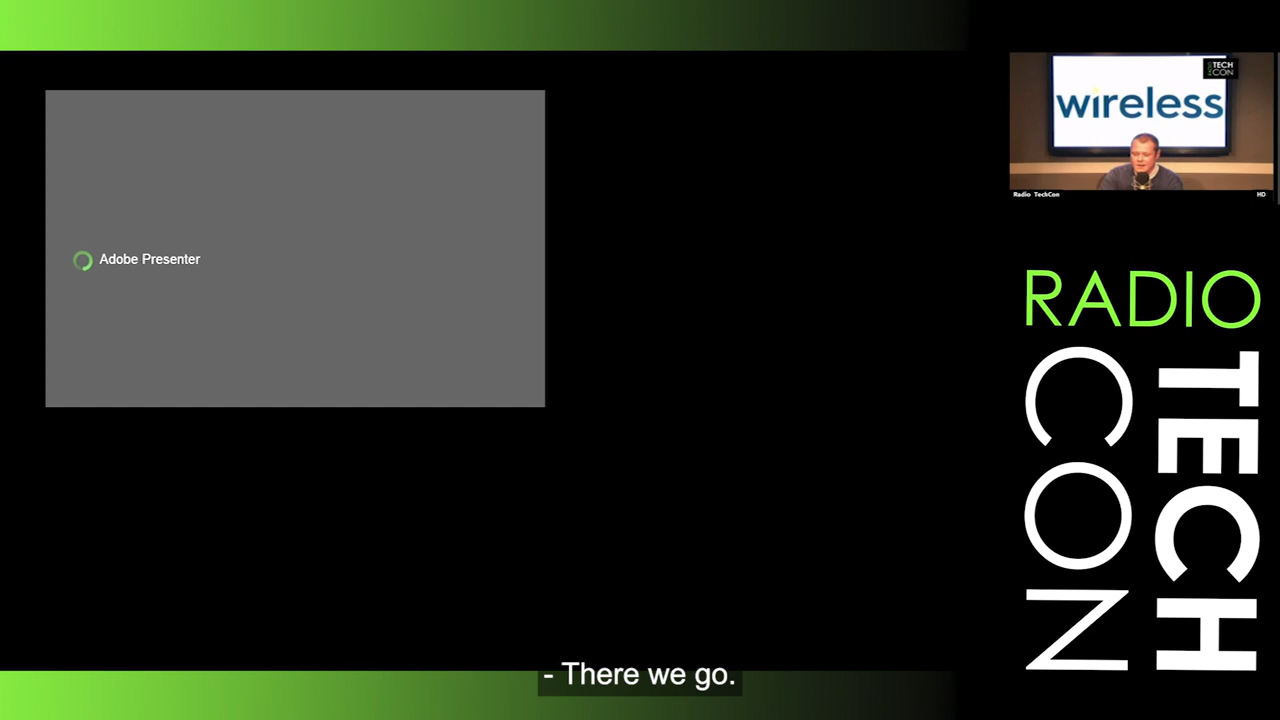 Adobe Presenter
TECH
CON
wireless
Radio TechCon
HD
RADIO
TECH
CON
- There we go.